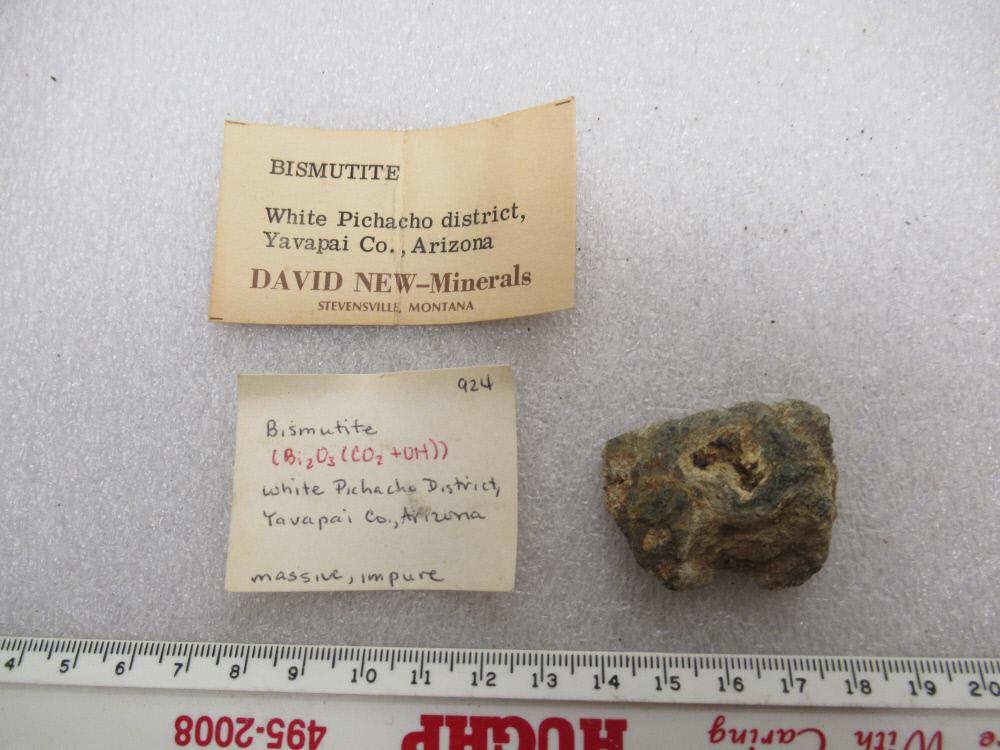 BISMUTITE
White Pichacho district,
Yavapai Co., Arizona
DAVID NEW–Minerals
STEVENSVILLE, MONTANA
924
Bismutite
(Bi₂O₃(CO₂+OH))
White Pichacho District,
Yavapai Co., Arizona
massive, impure
4 5 6 7 8 9 10 11 12 13 14 15 16 17 18 19 20
With Caring
495-2008